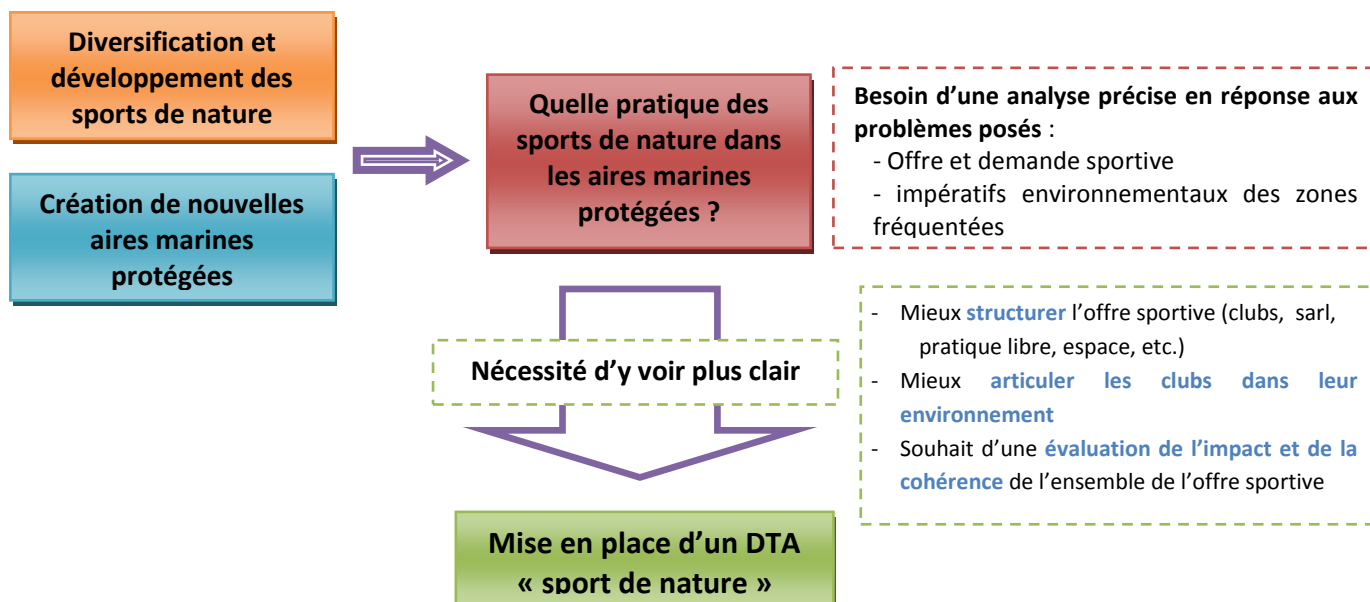 Diversification et
développement des
sports de nature
Création de nouvelles
aires marines
protégées
Quelle pratique des
sports de nature dans
les aires marines
protégées ?
Besoin d’une analyse précise en réponse aux
problèmes posés :
- Offre et demande sportive
- impératifs environnementaux des zones
fréquentées
Nécessité d’y voir plus clair
- Mieux structurer l’offre sportive (clubs, sarl,
pratique libre, espace, etc.)
- Mieux articuler les clubs dans leur
environnement
- Souhait d’une évaluation de l’impact et de la
cohérence de l’ensemble de l’offre sportive
Mise en place d’un DTA
« sport de nature »